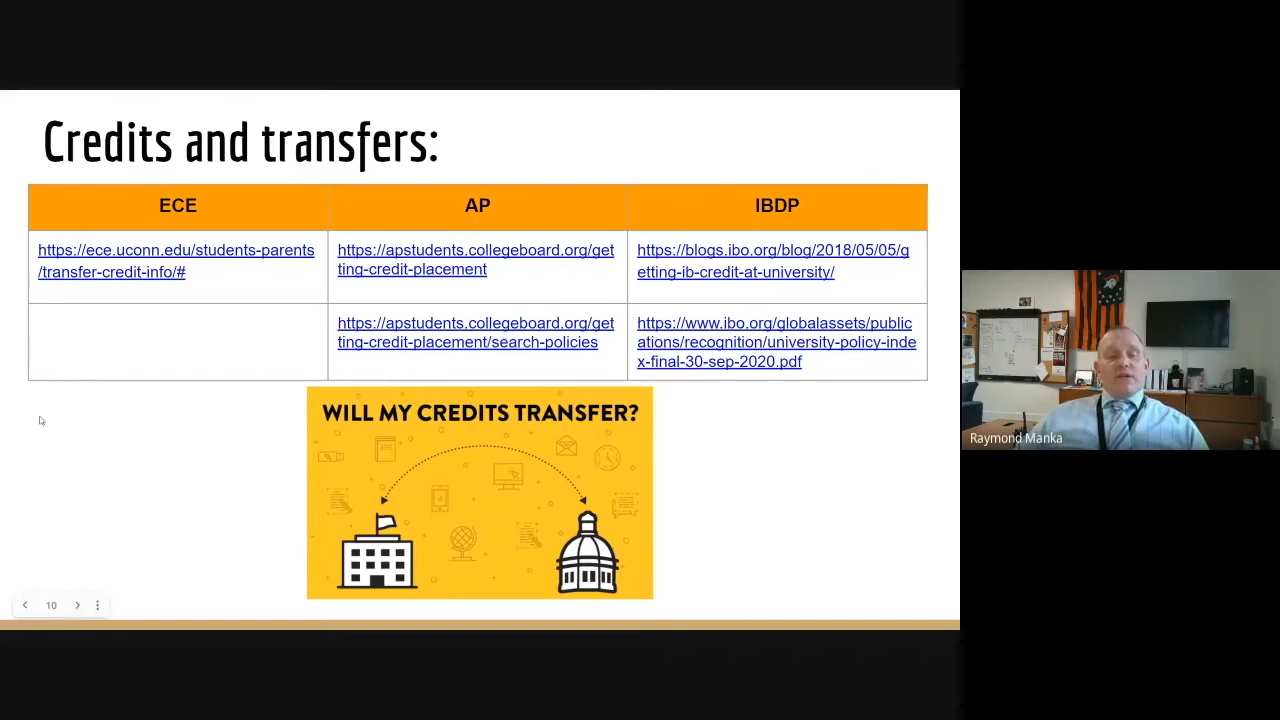 Credits and transfers:
ECE
AP
IBDP
https://ece.uconn.edu/students-parents
/transfer-credit-info/#
https://apstudents.collegeboard.org/get
ting-credit-placement
https://blogs.ibo.org/blog/2018/05/05/g
etting-ib-credit-at-university/
https://apstudents.collegeboard.org/get
ting-credit-placement/search-policies
https://www.ibo.org/globalassets/public
ations/recognition/university-policy-inde
x-final-30-sep-2020.pdf
WILL MY CREDITS TRANSFER?
10
Raymond Manka